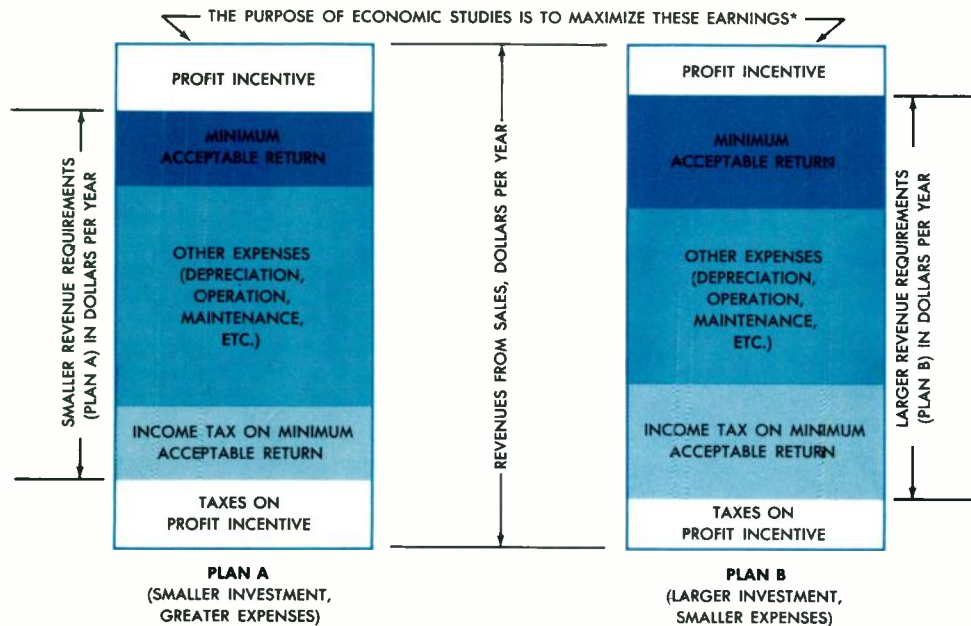 THE PURPOSE OF ECONOMIC STUDIES IS TO MAXIMIZE THESE EARNINGS*
PROFIT INCENTIVE
MINIMUM
ACCEPTABLE RETURN
OTHER EXPENSES
(DEPRECIATION,
OPERATION,
MAINTENANCE,
ETC.)
INCOME TAX ON MINIMUM
ACCEPTABLE RETURN
TAXES ON
PROFIT INCENTIVE
SMALLER REVENUE REQUIREMENTS
(PLAN A) IN DOLLARS PER YEAR
PLAN A
(SMALLER INVESTMENT,
GREATER EXPENSES)
REVENUES FROM SALES, DOLLARS PER YEAR
PROFIT INCENTIVE
MINIMUM
ACCEPTABLE RETURN
OTHER EXPENSES
(DEPRECIATION,
OPERATION,
MAINTENANCE,
ETC.)
INCOME TAX ON MINIMUM
ACCEPTABLE RETURN
TAXES ON
PROFIT INCENTIVE
LARGER REVENUE REQUIREMENTS
(PLAN B) IN DOLLARS PER YEAR
PLAN B
(LARGER INVESTMENT,
SMALLER EXPENSES)